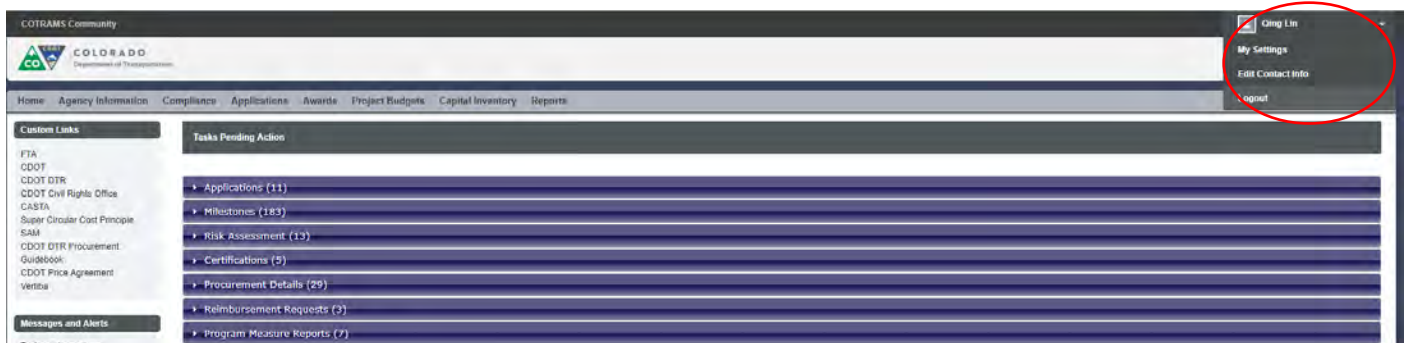 COTRAMS Community
Qing Lin
My Settings
Edit Contact Info
Logout
CDOT
CO
COLORADO
Department of Transportation
Home Agency Information Compliance Applications Awards Project Budgets Capital Inventory Reports
Custom Links
FTA
CDOT
CDOT DTR
CDOT Civil Rights Office
CASTA
Super Circular Cost Principle
SAM
CDOT DTR Procurement
Guidebook
CDOT Price Agreement
Vertiba
Messages and Alerts
Tasks Pending Action
Applications (11)
Milestones (183)
Risk Assessment (13)
Certifications (5)
Procurement Details (29)
Reimbursement Requests (3)
Program Measure Reports (7)